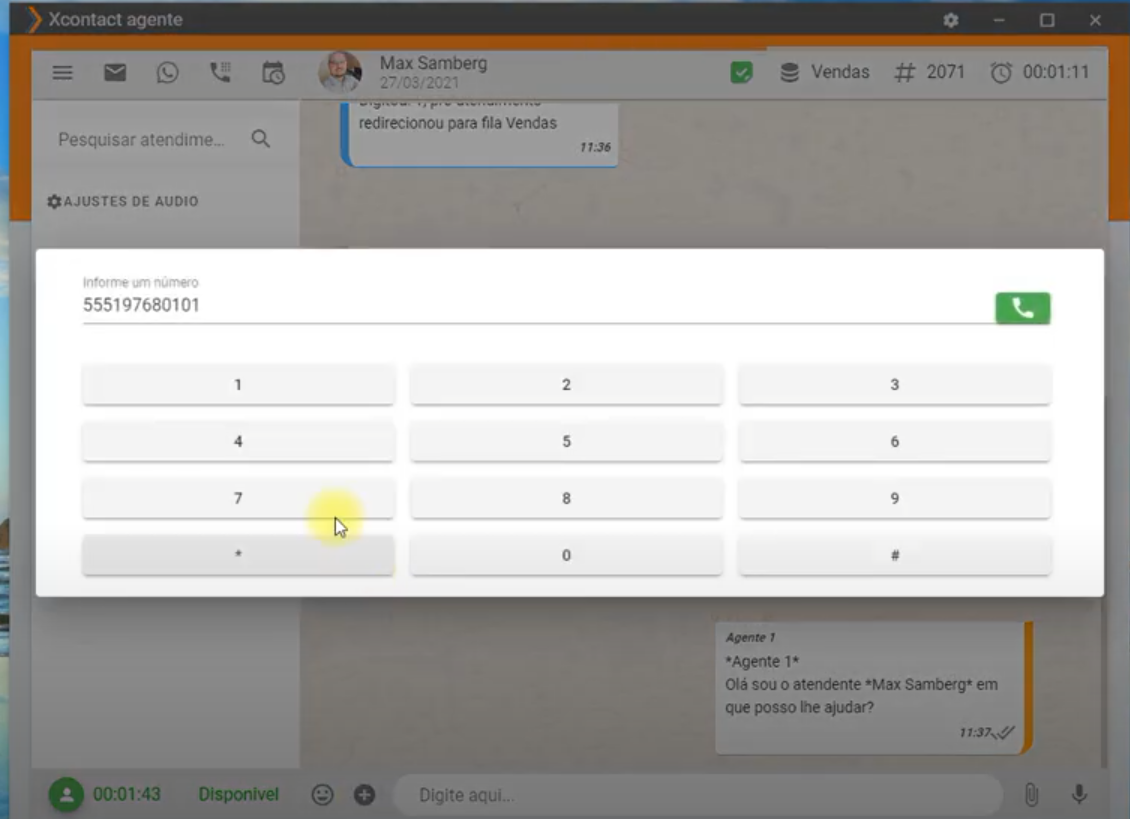 Xcontact agente
Max Samberg
27/03/2021
Vendas
2071
00:01:11
Pesquisar atendime...
redirecionou para fila Vendas
11:36
AJUSTES DE AUDIO
Informe um número
555197680101
1 2 3
4 5 6
7 8 9
* 0 #
Agente 1
*Agente 1*
Olá sou o atendente *Max Samberg* em
que posso lhe ajudar?
11:37
00:01:43
Disponivel
Digite aqui...